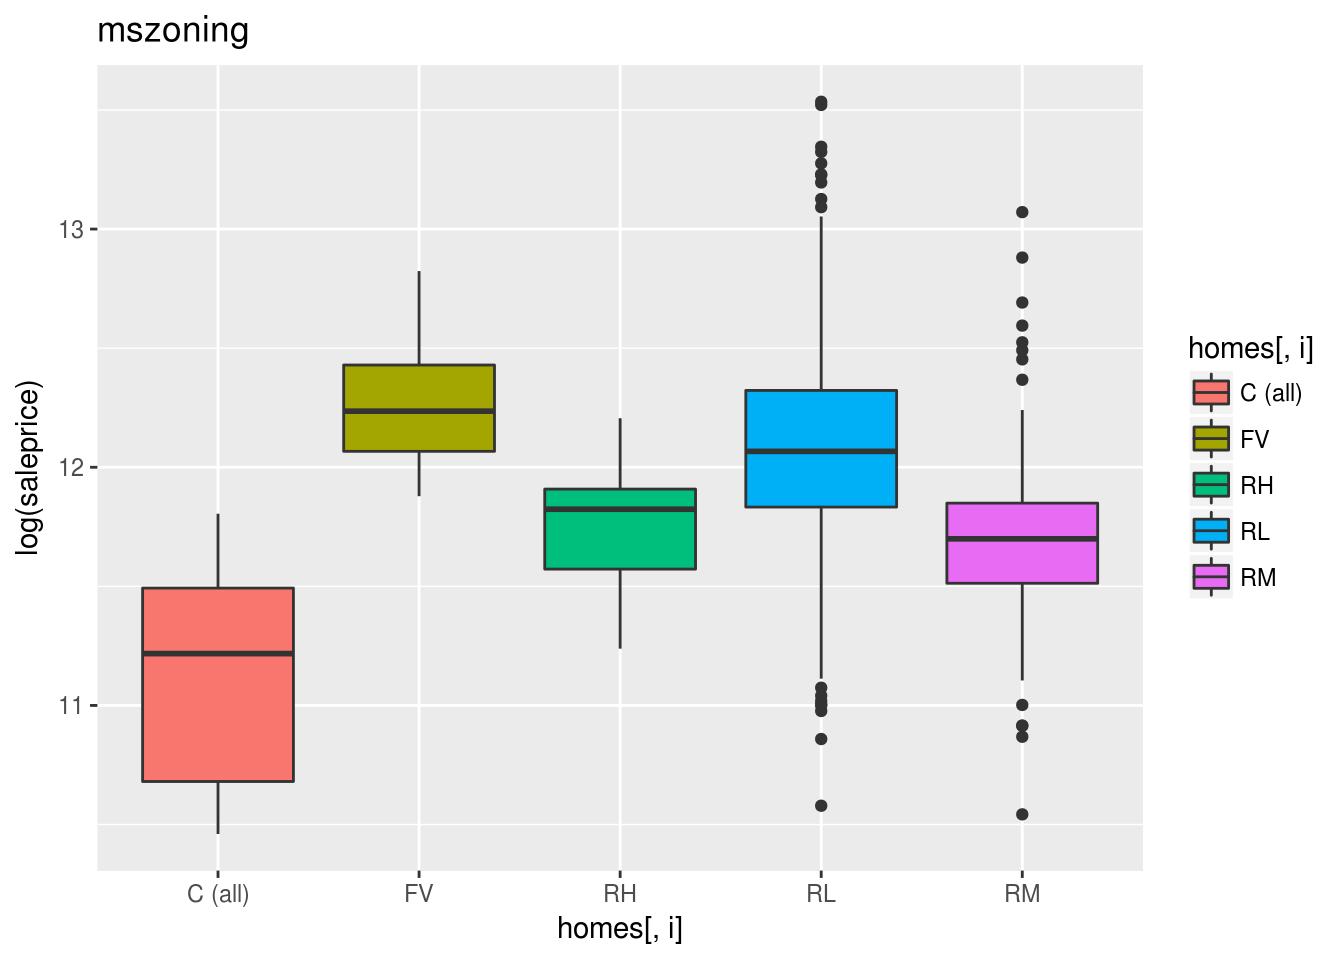 mszoning
log(saleprice)
13
12
11
C (all)
FV
RH
RL
RM
homes[, i]
homes[, i]
C (all)
FV
RH
RL
RM